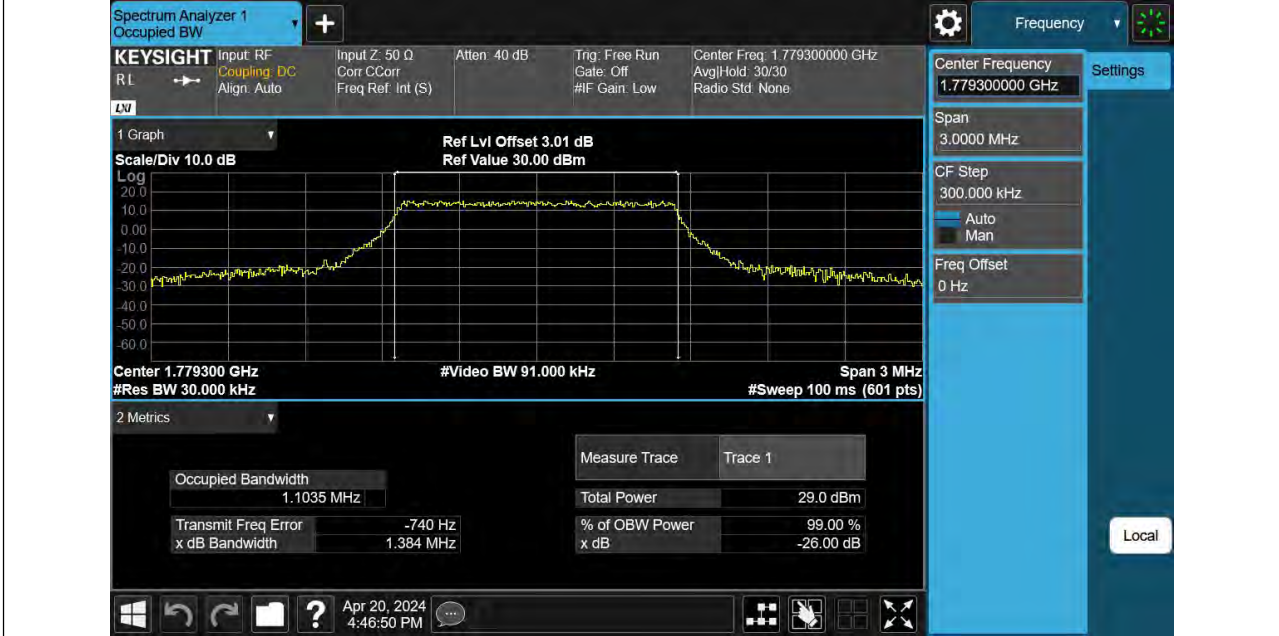 Spectrum Analyzer 1
Occupied BW
+
Frequency
KEYSIGHT
R L
LXI
Input: RF
Coupling: DC
Align: Auto
Input Z: 50 Ω
Corr CCorr
Freq Ref: Int (S)
Atten: 40 dB
Trig: Free Run
Gate: Off
#IF Gain: Low
Center Freq: 1.779300000 GHz
Avg|Hold: 30/30
Radio Std: None
Center Frequency
1.779300000 GHz
Settings
Span
3.0000 MHz
CF Step
300.000 kHz
Auto
Man
Freq Offset
0 Hz
Local
1 Graph
Scale/Div 10.0 dB
Ref Lvl Offset 3.01 dB
Ref Value 30.00 dBm
Log
20.0
10.0
0.00
-10.0
-20.0
-30.0
-40.0
-50.0
-60.0
Center 1.779300 GHz
#Res BW 30.000 kHz
#Video BW 91.000 kHz
Span 3 MHz
#Sweep 100 ms (601 pts)
2 Metrics
Occupied Bandwidth
1.1035 MHz
Transmit Freq Error -740 Hz
x dB Bandwidth 1.384 MHz
Measure Trace Trace 1
Total Power 29.0 dBm
% of OBW Power 99.00 %
x dB -26.00 dB
?
Apr 20, 2024
4:46:50 PM